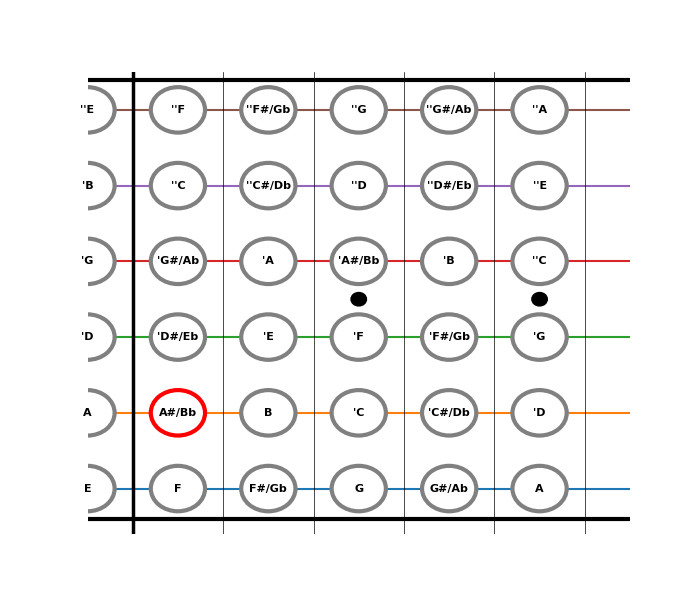 ''E ''F ''F#/Gb ''G ''G#/Ab ''A
'B ''C ''C#/Db ''D ''D#/Eb ''E
'G 'G#/Ab 'A 'A#/Bb 'B ''C
'D 'D#/Eb 'E 'F 'F#/Gb 'G
A A#/Bb B 'C 'C#/Db 'D
E F F#/Gb G G#/Ab A